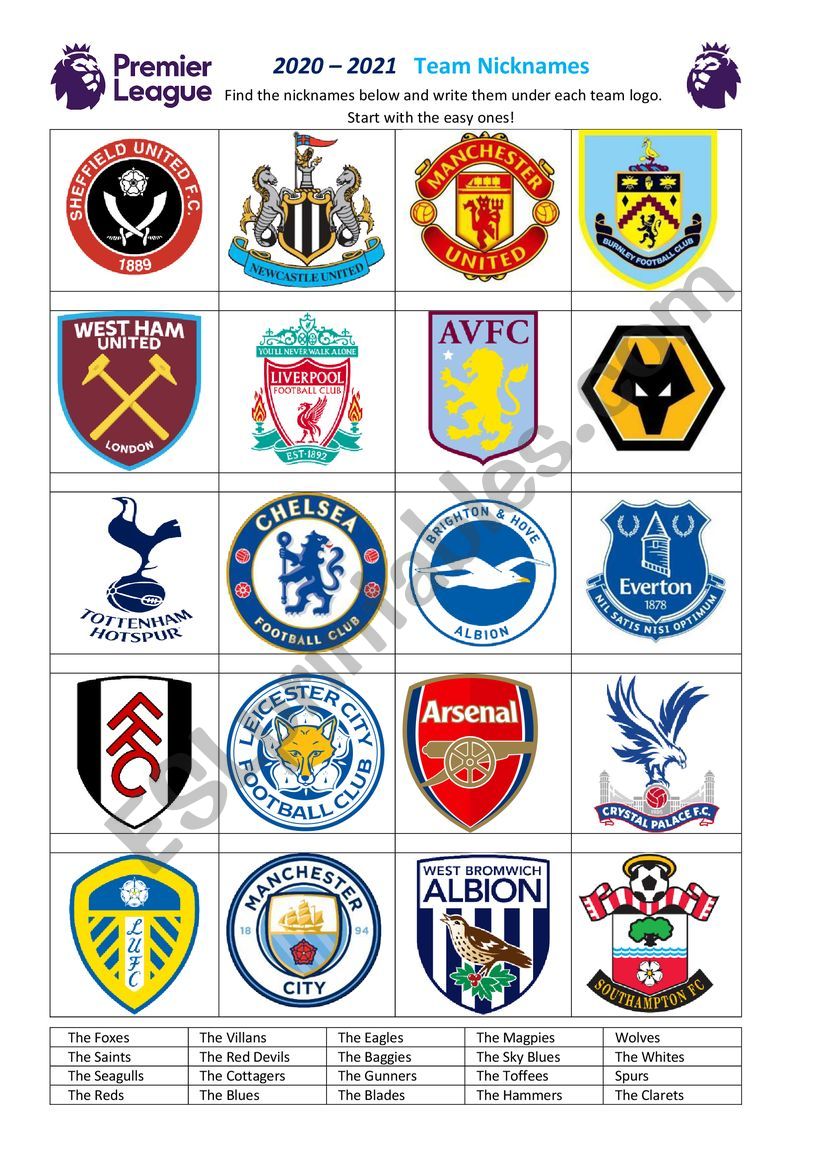 Premier
League
2020 – 2021 Team Nicknames
Find the nicknames below and write them under each team logo.
Start with the easy ones!
SHEFFIELD UNITED F.C.
1889
NEWCASTLE UNITED
MANCHESTER
UNITED
BURNLEY FOOTBALL CLUB
WEST HAM
UNITED
LONDON
YOU'LL NEVER WALK ALONE
LIVERPOOL
FOOTBALL CLUB
EST·1892
AVFC
TOTTENHAM
HOTSPUR
CHELSEA
FOOTBALL CLUB
BRIGHTON & HOVE
ALBION
Everton
1878
NIL SATIS NISI OPTIMUM
FFC
LEICESTER CITY
FOOTBALL CLUB
Arsenal
CRYSTAL PALACE F.C.
LUFC
MANCHESTER
18 94
CITY
WEST BROMWICH
ALBION
SOUTHAMPTON FC
The Foxes The Villans The Eagles The Magpies Wolves
The Saints The Red Devils The Baggies The Sky Blues The Whites
The Seagulls The Cottagers The Gunners The Toffees Spurs
The Reds The Blues The Blades The Hammers The Clarets
ESLprintables.com